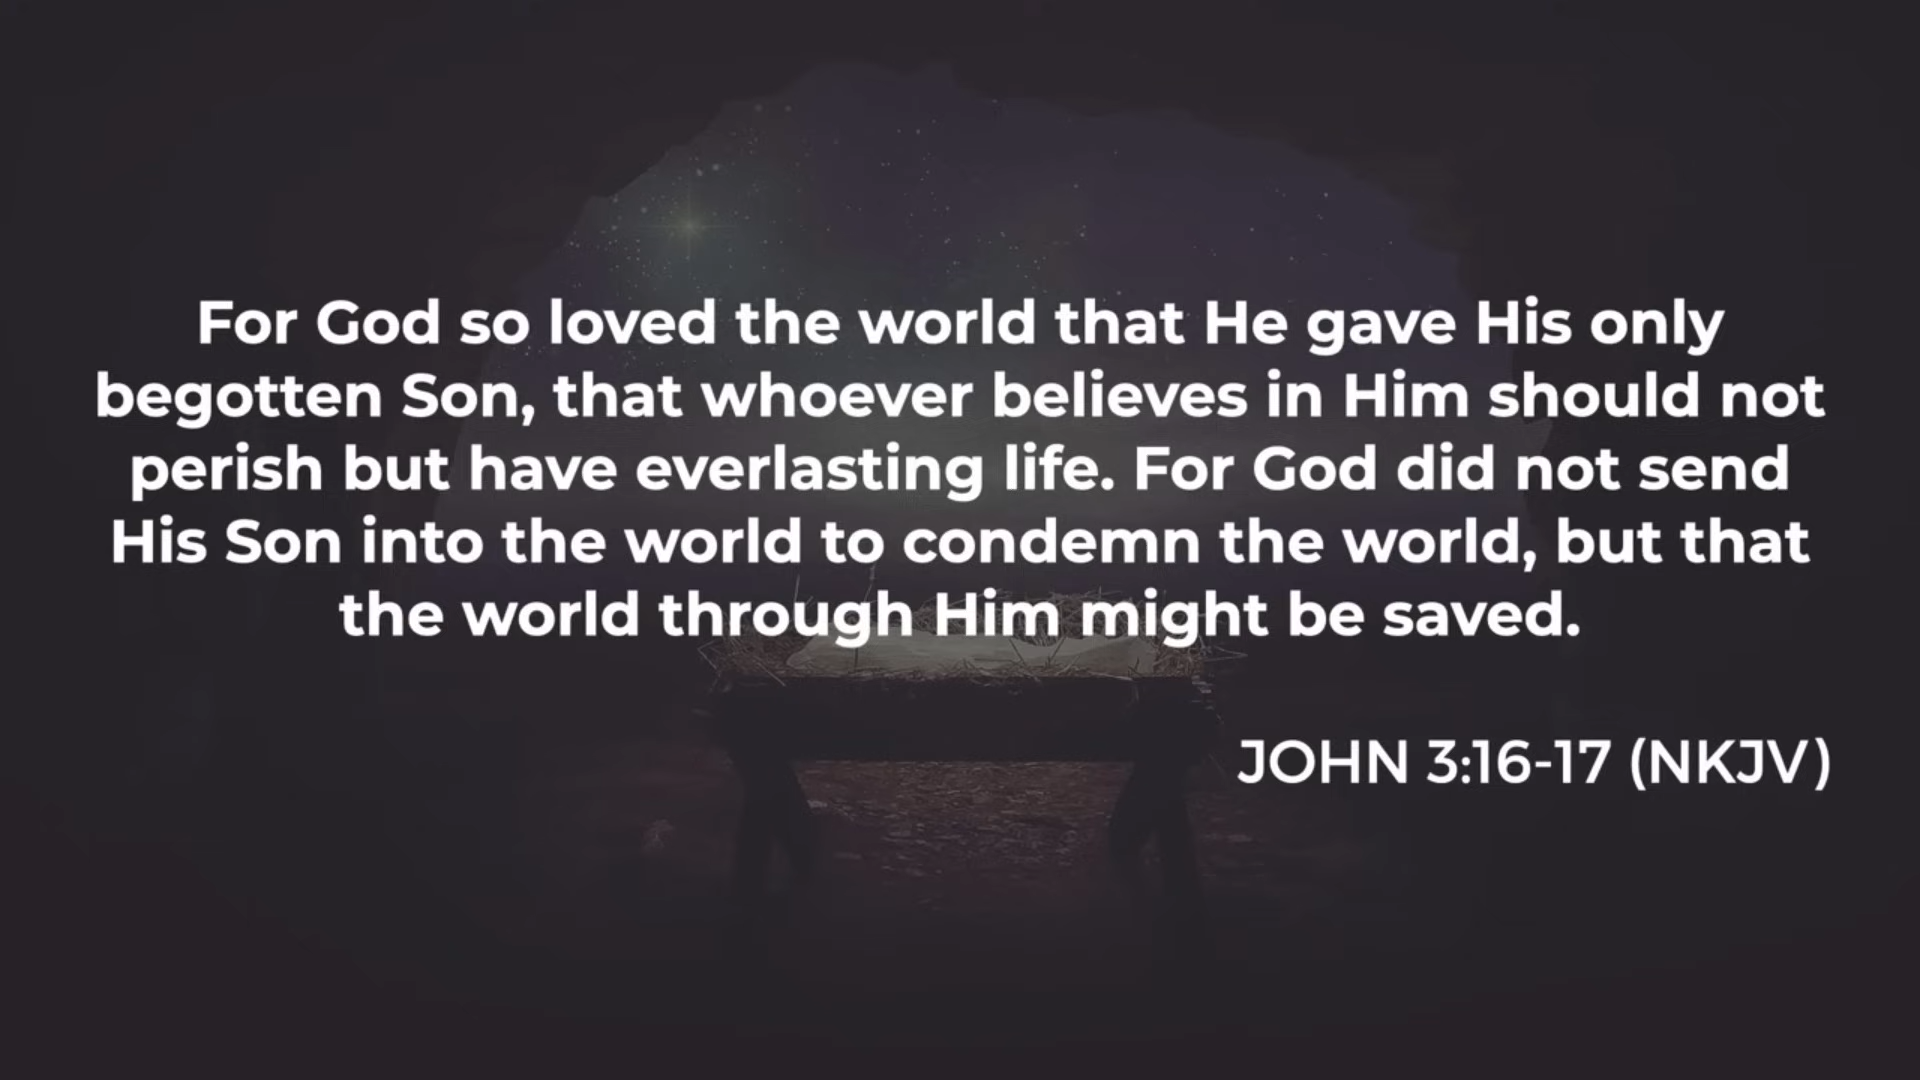 For God so loved the world that He gave His only
begotten Son, that whoever believes in Him should not
perish but have everlasting life. For God did not send
His Son into the world to condemn the world, but that
the world through Him might be saved.
JOHN 3:16-17 (NKJV)